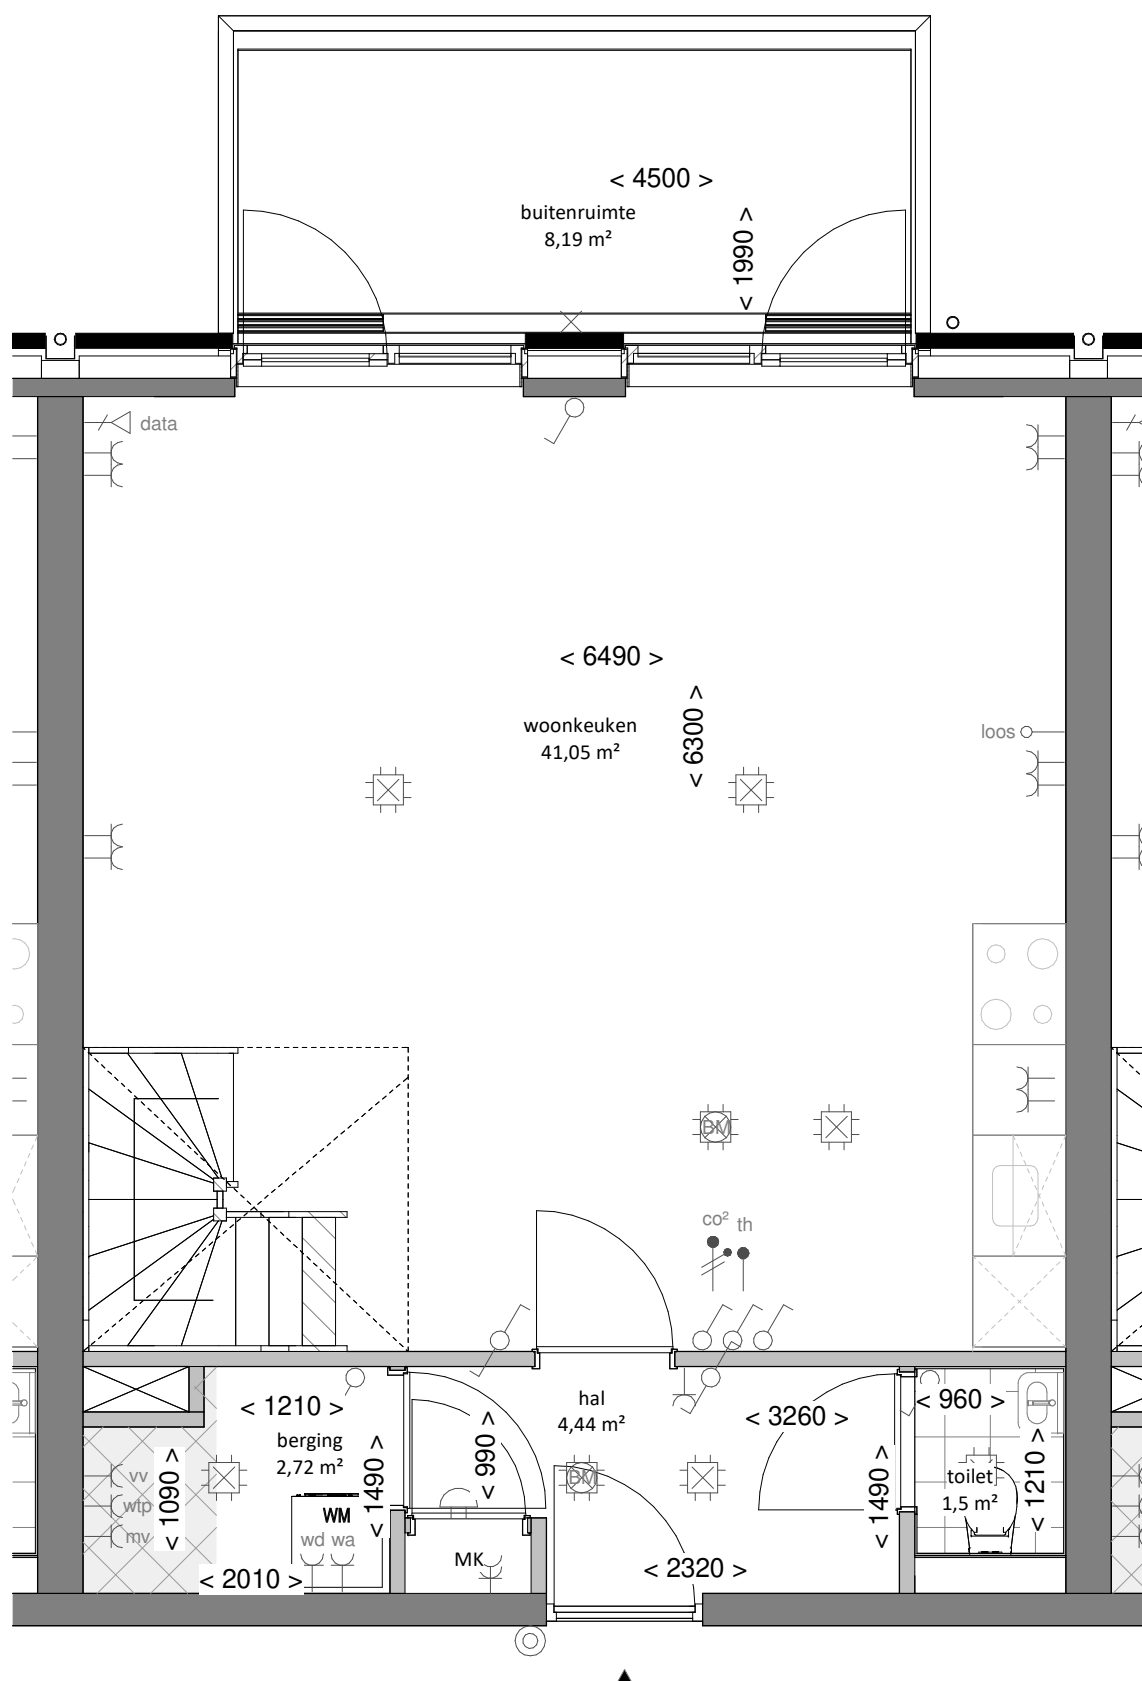 < 4500 >
buitenruimte
8,19 m²
< 1990 >
data
< 6490 >
woonkeuken
41,05 m²
< 6300 >
loos
BM
co² th
< 1210 >
hal
4,44 m²
< 3260 >
< 960 >
berging
2,72 m²
< 1490 >
< 990 >
BM
< 1490 >
toilet
1,5 m²
< 1210 >
vv
wtp
mv
< 1090 >
WM
wd wa
MK
< 2010 >
< 2320 >